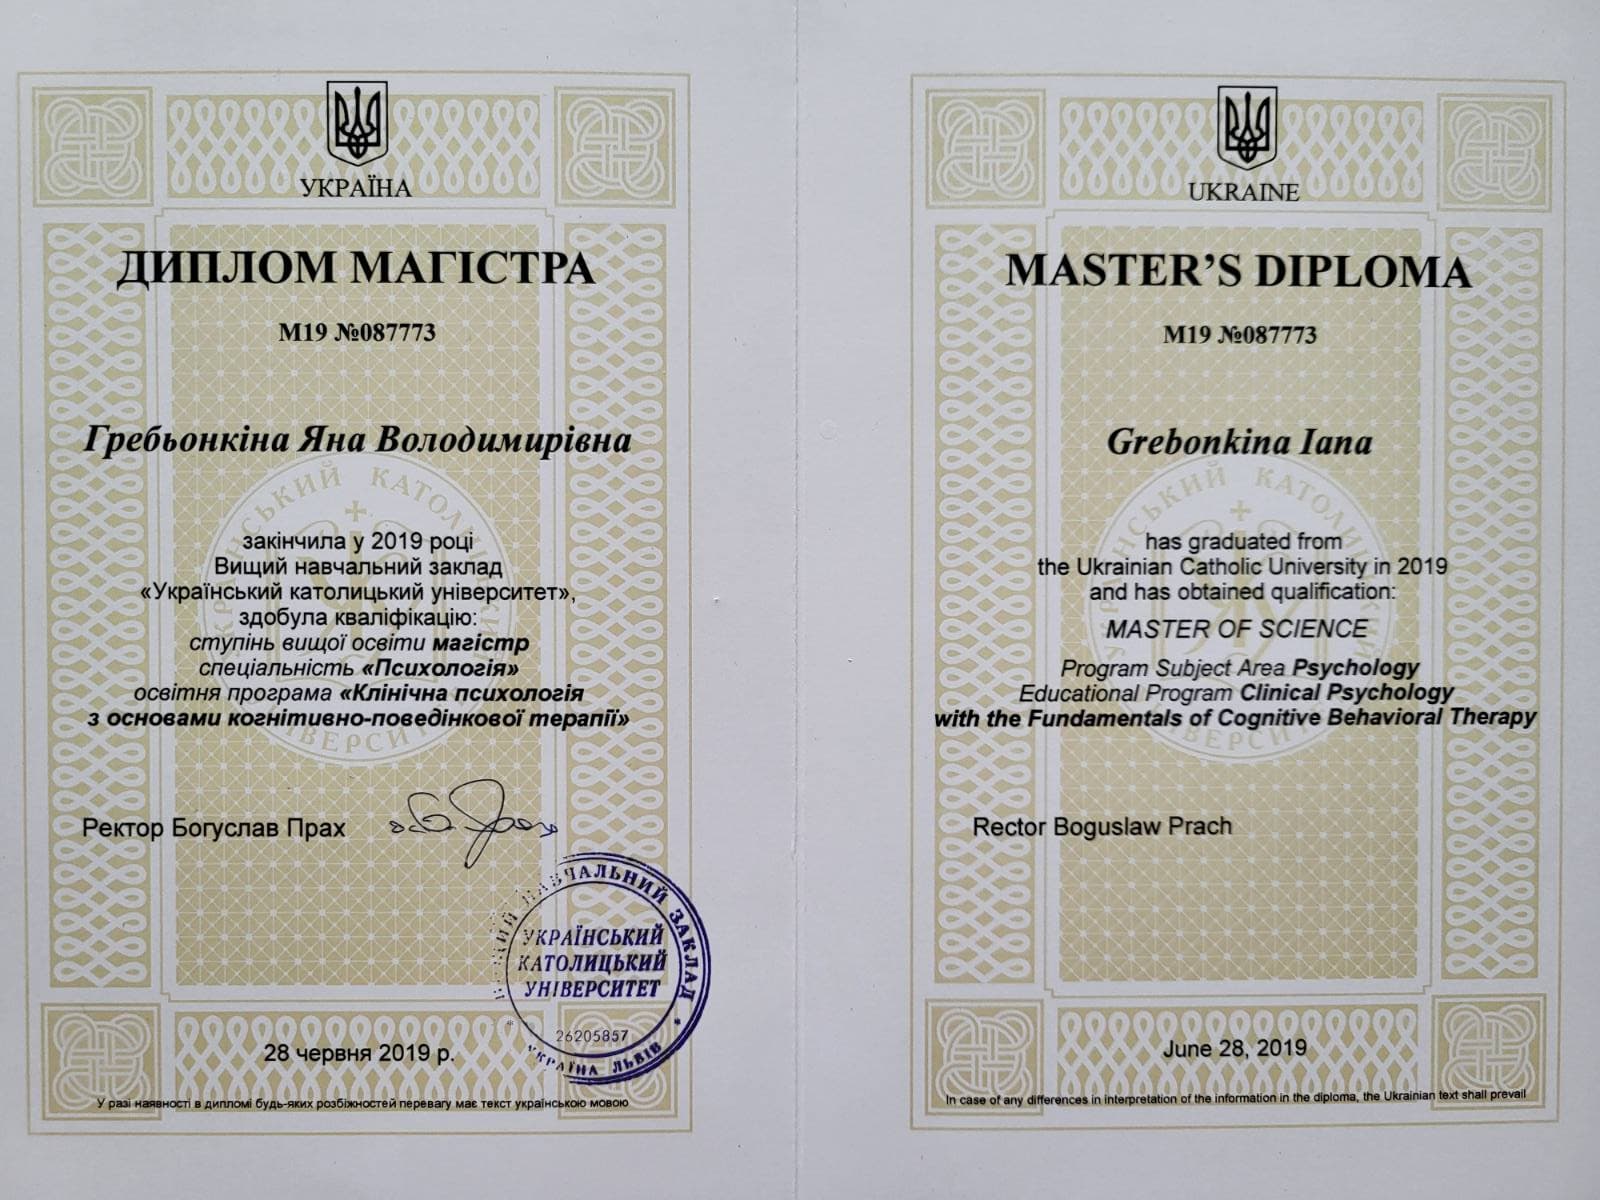 УКРАЇНА
ДИПЛОМ МАГІСТРА
М19 №087773
Гребьонкіна Яна Володимирівна
закінчила у 2019 році
Вищий навчальний заклад
«Український католицький університет»,
здобула кваліфікацію:
ступінь вищої освіти магістр
спеціальність «Психологія»
освітня програма «Клінічна психологія
з основами когнітивно-поведінкової терапії»
Ректор Богуслав Прах
НАВЧАЛЬНИЙ ЗАКЛАД
УКРАЇНСЬКИЙ
КАТОЛИЦЬКИЙ
УНІВЕРСИТЕТ
26205857
УКРАЇНА ЛЬВІВ
28 червня 2019 р.
У разі наявності в дипломі будь-яких розбіжностей перевагу має текст українською мовою
UKRAINE
MASTER'S DIPLOMA
M19 №087773
Grebonkina Iana
has graduated from
the Ukrainian Catholic University in 2019
and has obtained qualification:
MASTER OF SCIENCE
Program Subject Area Psychology
Educational Program Clinical Psychology
with the Fundamentals of Cognitive Behavioral Therapy
Rector Boguslaw Prach
June 28, 2019
In case of any differences in interpretation of the information in the diploma, the Ukrainian text shall prevail